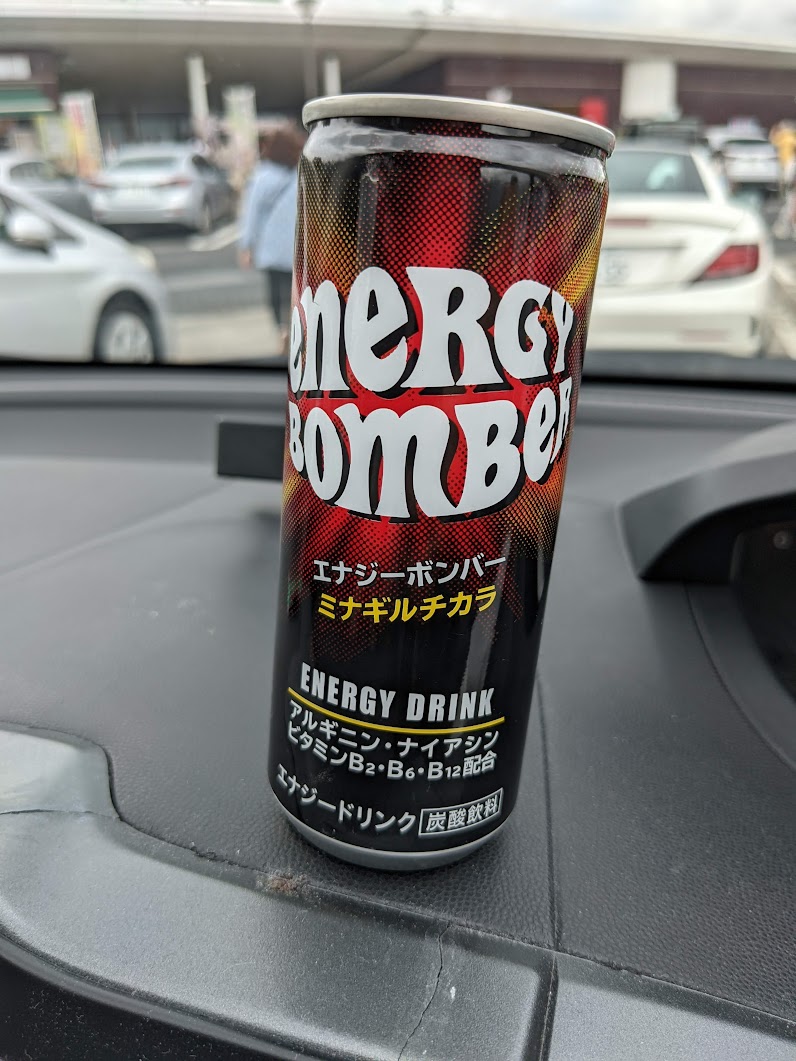 energy
Bomber
エナジーボンバー
ミナギルチカラ
ENERGY DRINK
アルギニン・ナイアシン
ビタミンB₂・B₆・B₁₂配合
エナジードリンク 炭酸飲料